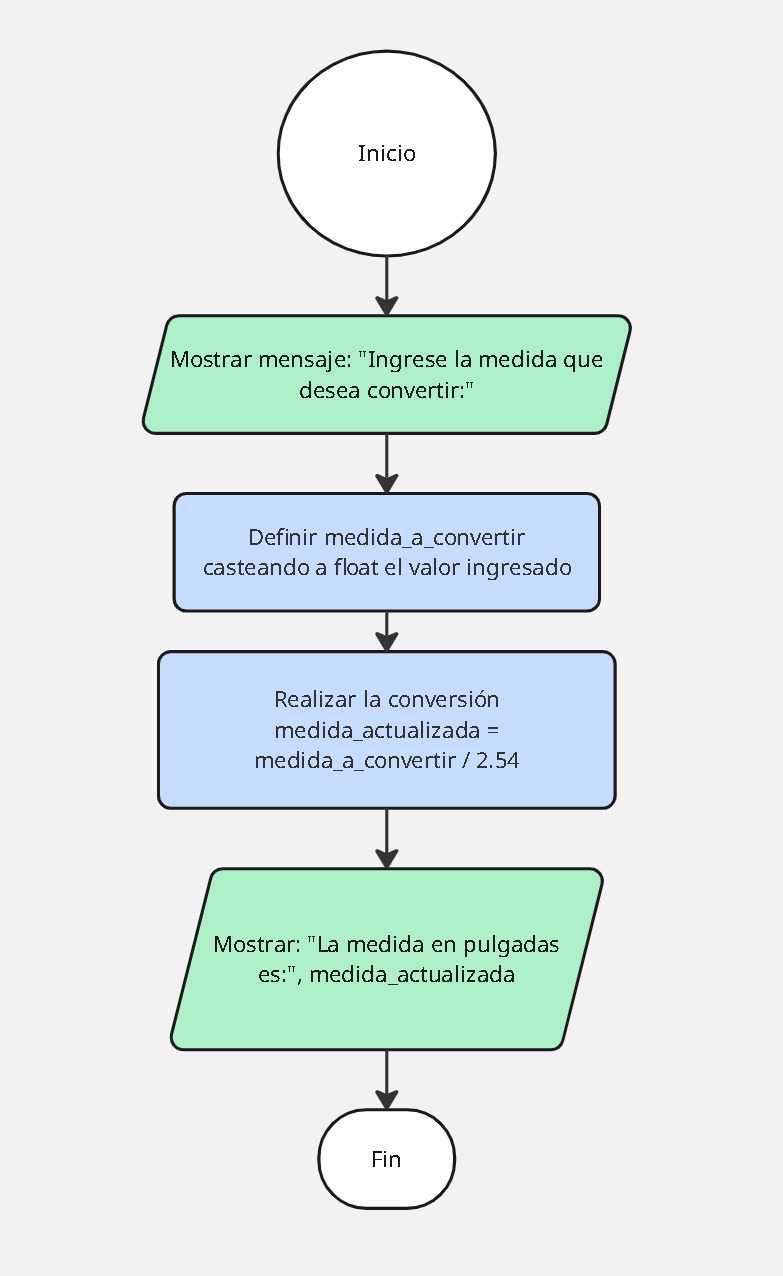 Inicio
Mostrar mensaje: "Ingrese la medida que
desea convertir:"
Definir medida_a_convertir
casteando a float el valor ingresado
Realizar la conversión
medida_actualizada =
medida_a_convertir / 2.54
Mostrar: "La medida en pulgadas
es:", medida_actualizada
Fin